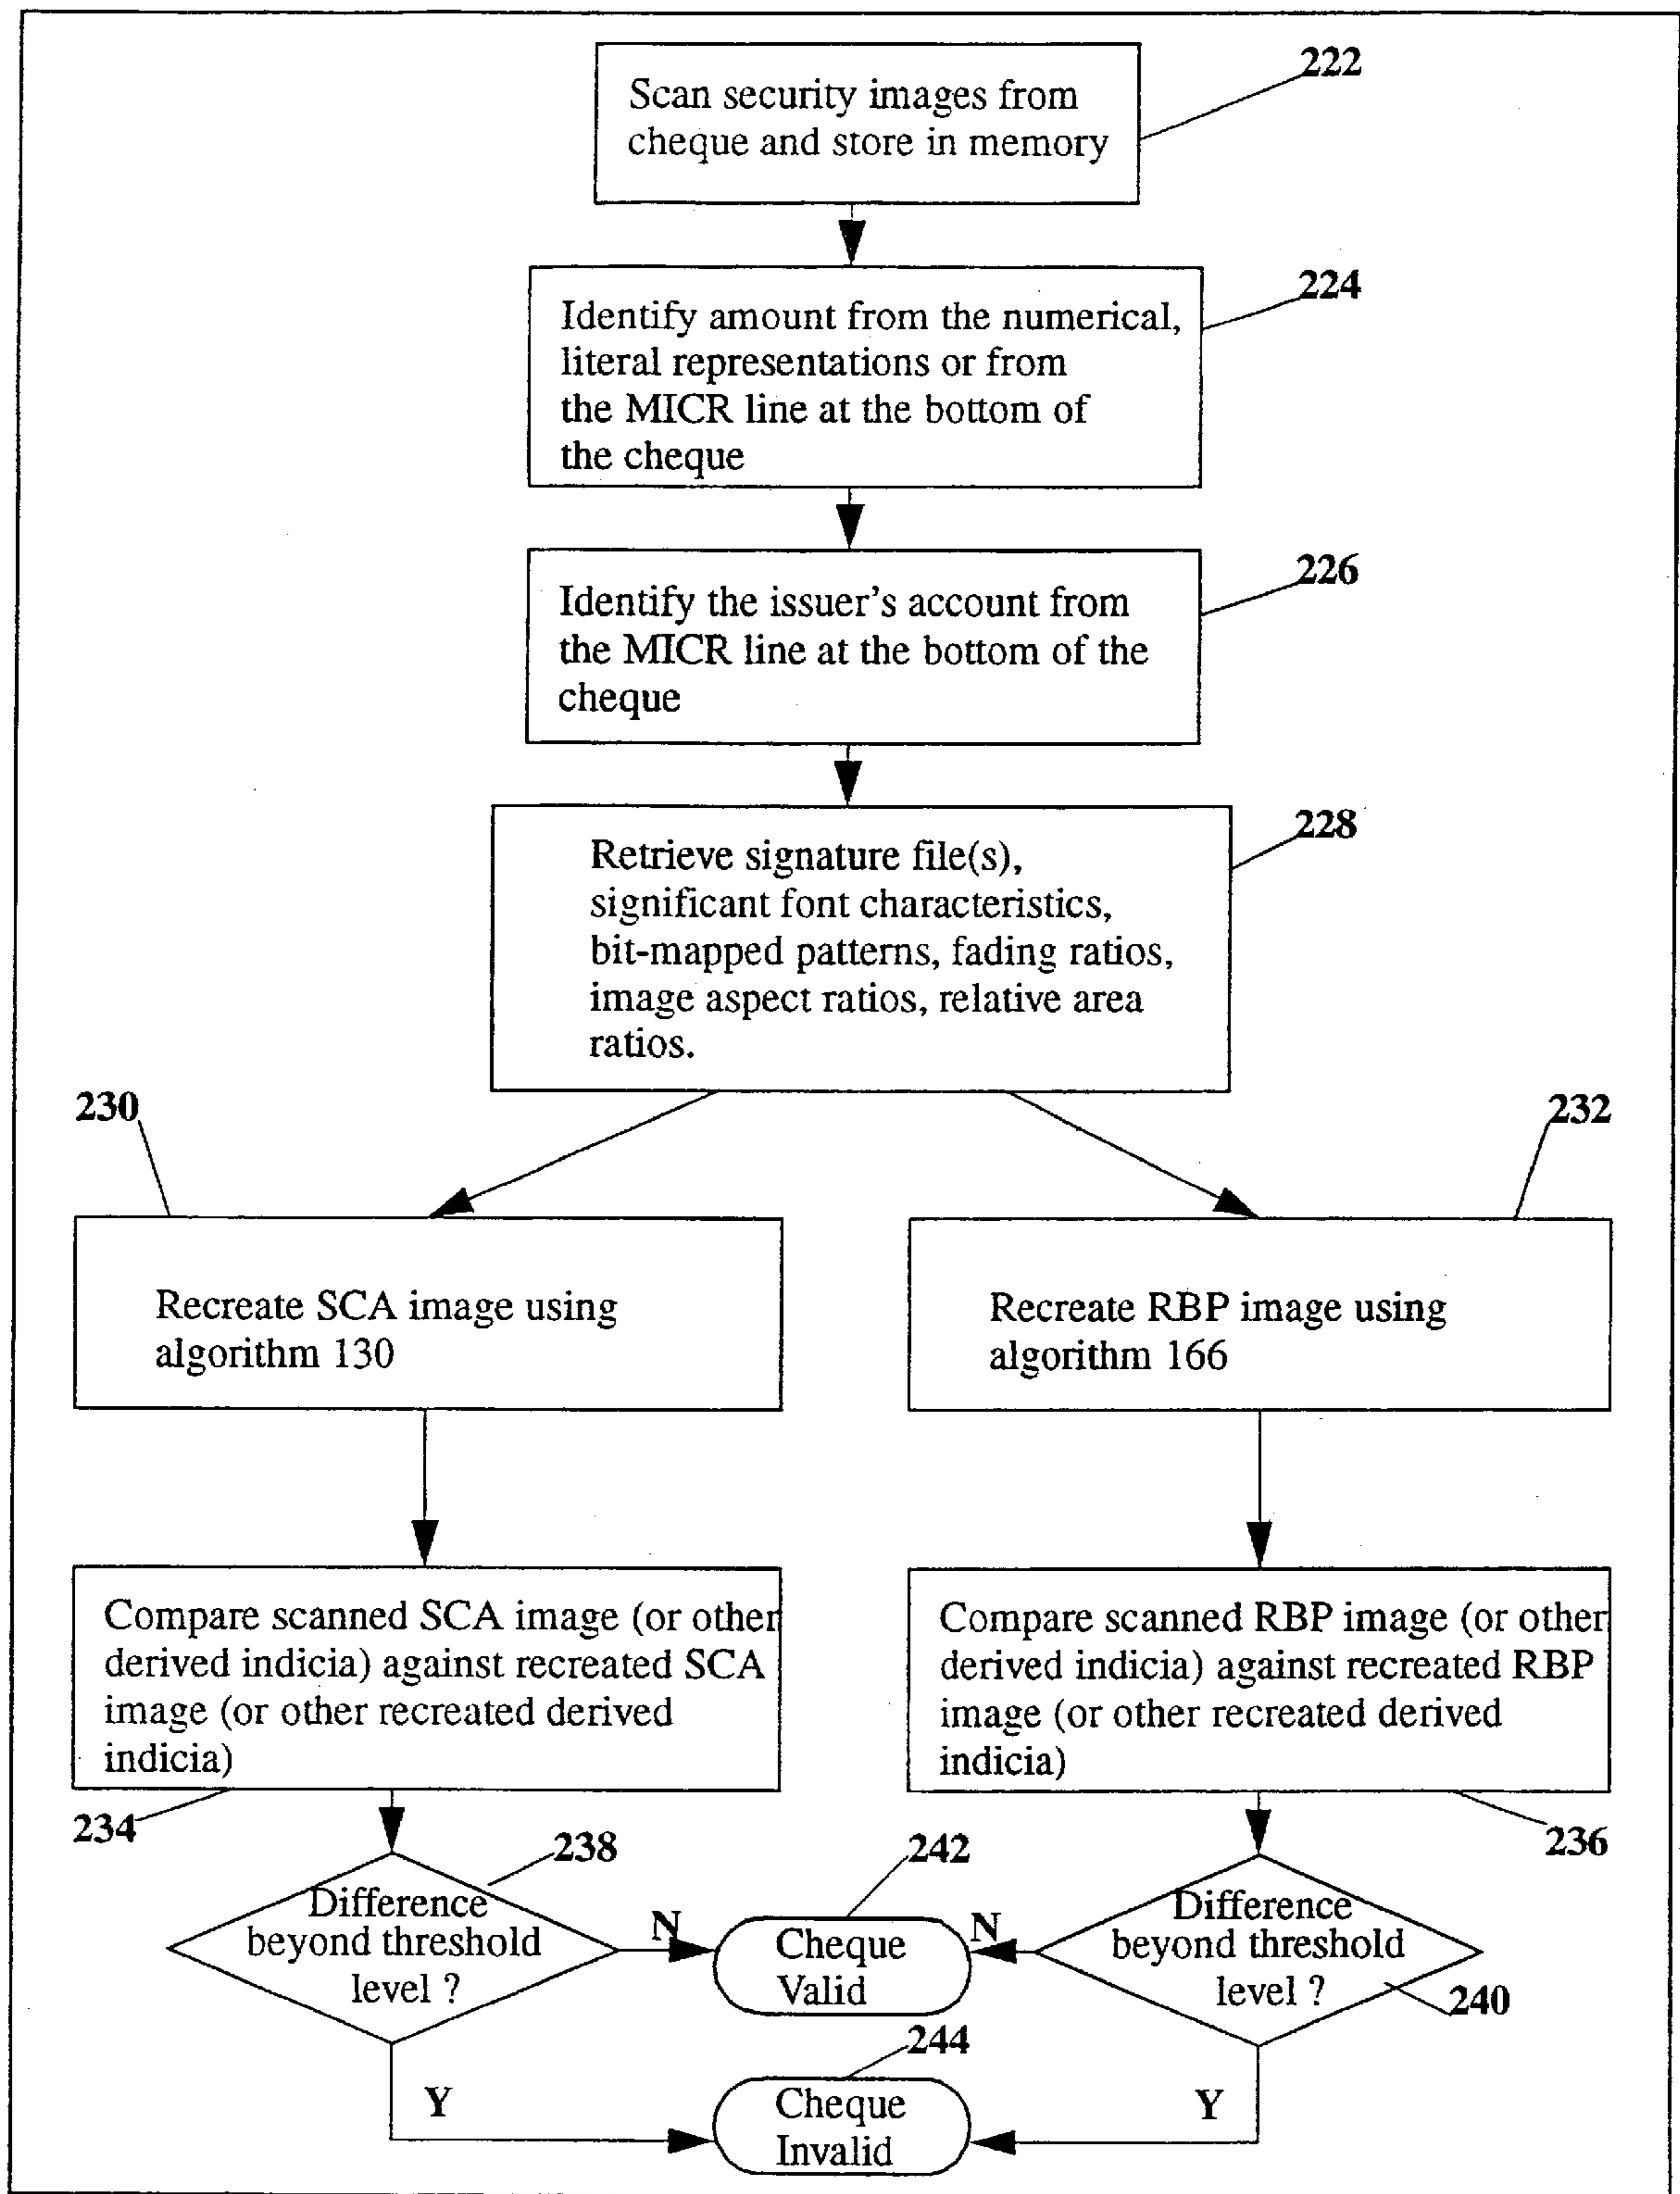 222
Scan security images from
cheque and store in memory
224
Identify amount from the numerical,
literal representations or from
the MICR line at the bottom of
the cheque
226
Identify the issuer's account from
the MICR line at the bottom of the
cheque
228
Retrieve signature file(s),
significant font characteristics,
bit-mapped patterns, fading ratios,
image aspect ratios, relative area
ratios.
230
232
Recreate SCA image using
algorithm 130
Recreate RBP image using
algorithm 166
Compare scanned SCA image (or other
derived indicia) against recreated SCA
image (or other recreated derived
indicia)
Compare scanned RBP image (or other
derived indicia) against recreated RBP
image (or other recreated derived
indicia)
234
236
238
242
Difference
beyond threshold
level ?
N
Cheque
Valid
N
Difference
beyond threshold
level ?
240
244
Y
Cheque
Invalid
Y